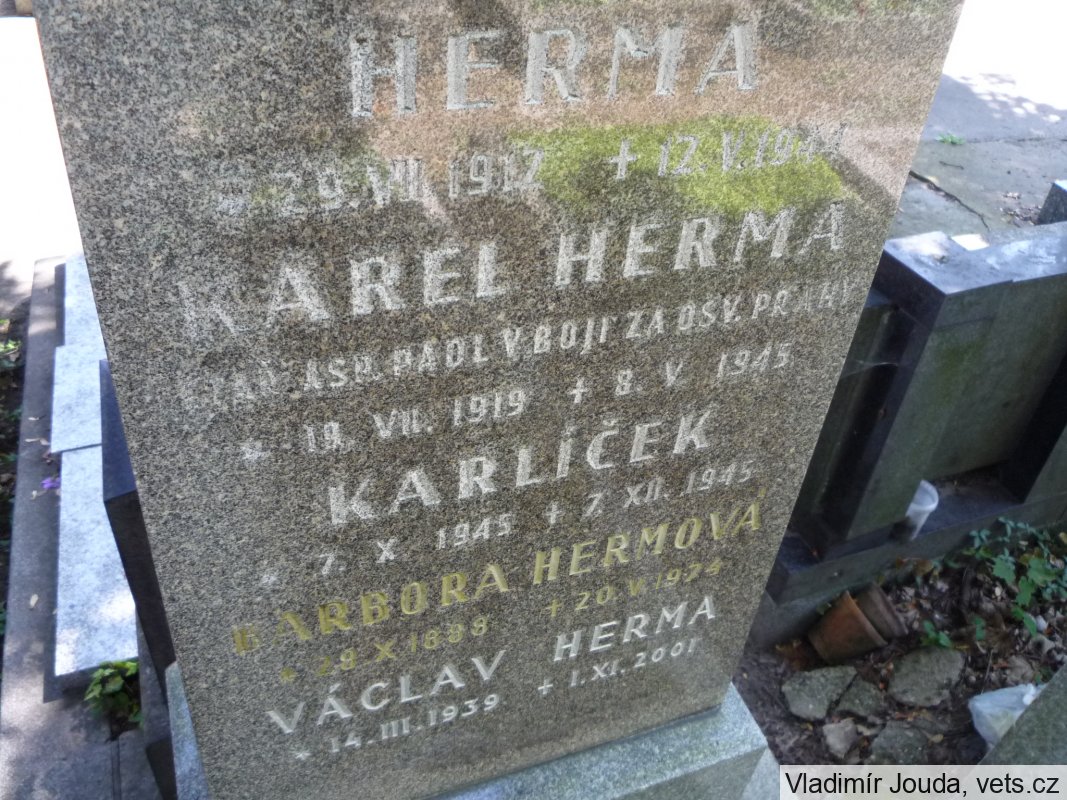 HERMA
* 29. VII. 1912 + 12. V. 1944
KAREL HERMA
ASP. PADL V BOJI ZA OSV. PRAHY
* 19. VII. 1919 + 8. V. 1945
KARLÍČEK
* 7. X 1945 + 7. XII. 1945
BARBORA HERMOVÁ
* 28. X 1888 + 20. V. 1974
VÁCLAV HERMA
* 14. III. 1939 + 1. XI. 2001
Vladimír Jouda, vets.cz